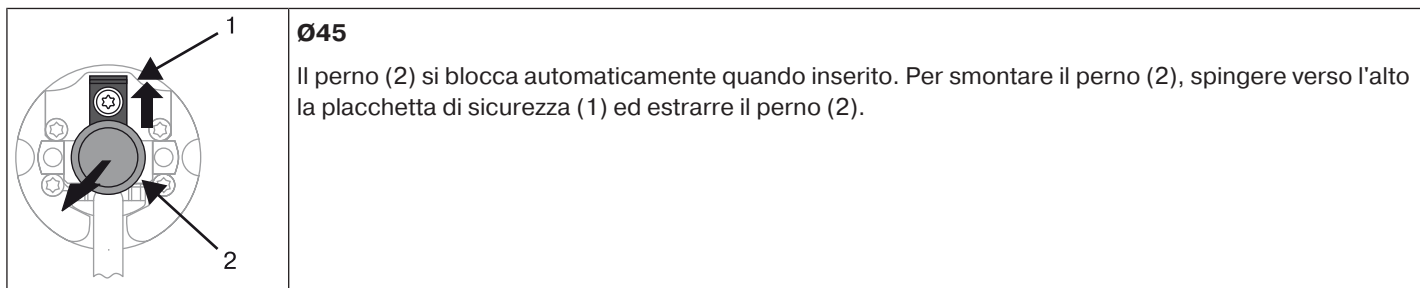 1
2
Ø45
Il perno (2) si blocca automaticamente quando inserito. Per smontare il perno (2), spingere verso l'alto
la placchetta di sicurezza (1) ed estrarre il perno (2).